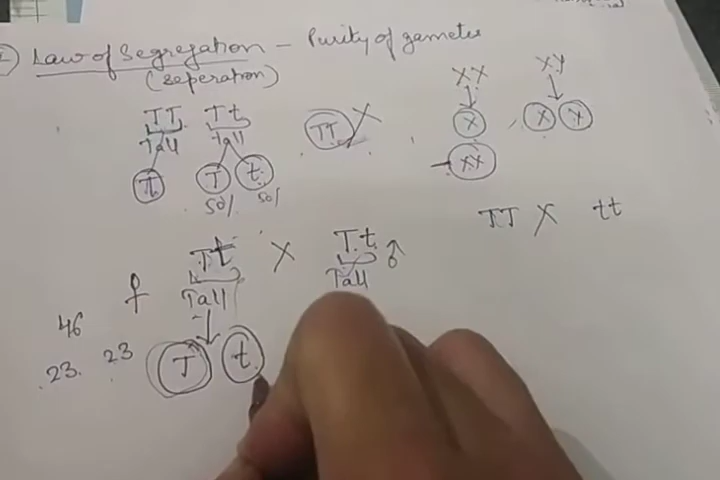 Law of Segregation - Purity of gametes
(seperation)
TT Tt TT X
Tall Tall
T T t
50% 50%
XX XY
X X X
XX
TT X tt
Tt X T.t ♂
♀ Tall Tall
46
23. 23
T t